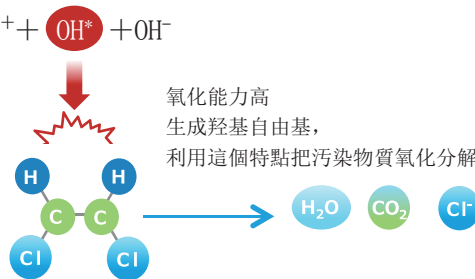 ⁺+ OH* +OH⁻
氧化能力高
生成羟基自由基，
利用這個特點把污染物質氧化分解
H H
C C
Cl Cl
H₂O CO₂ Cl⁻